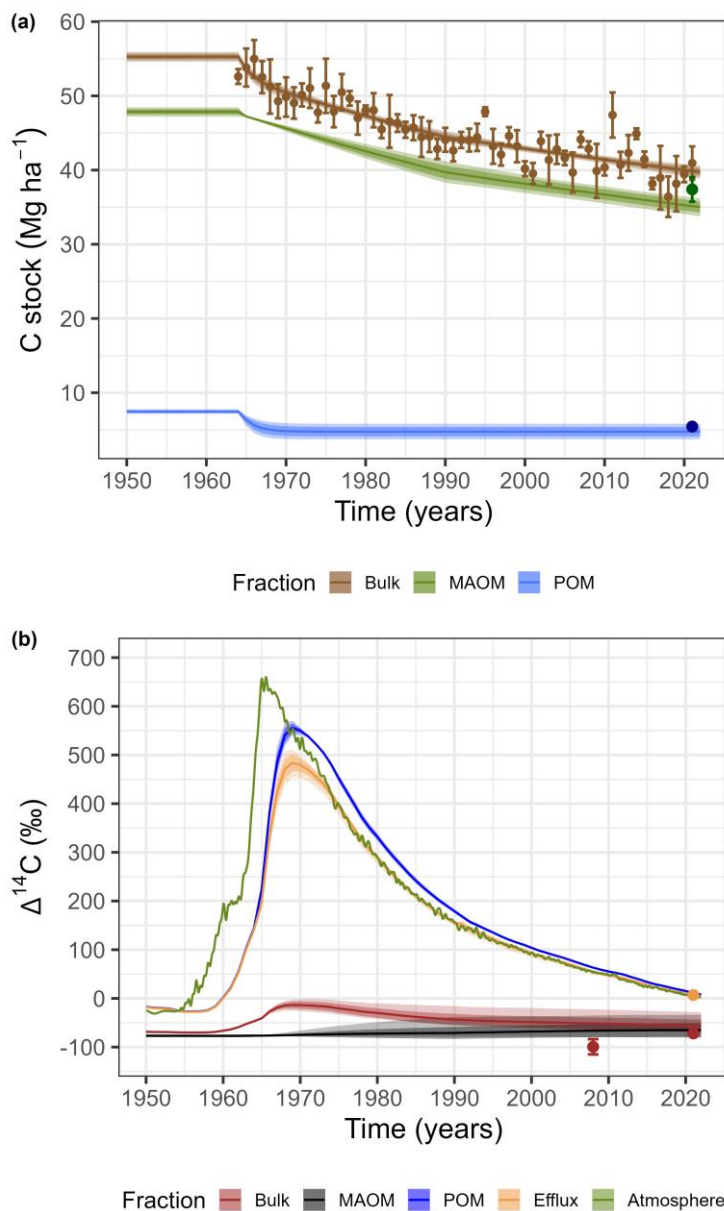 (a)
60
50
40
30
20
10
C stock (Mg ha⁻¹)
1950 1960 1970 1980 1990 2000 2010 2020
Time (years)
Fraction Bulk MAOM POM
(b)
700
600
500
400
300
200
100
0
-100
Δ¹⁴C (‰)
1950 1960 1970 1980 1990 2000 2010 2020
Time (years)
Fraction Bulk MAOM POM Efflux Atmosphere